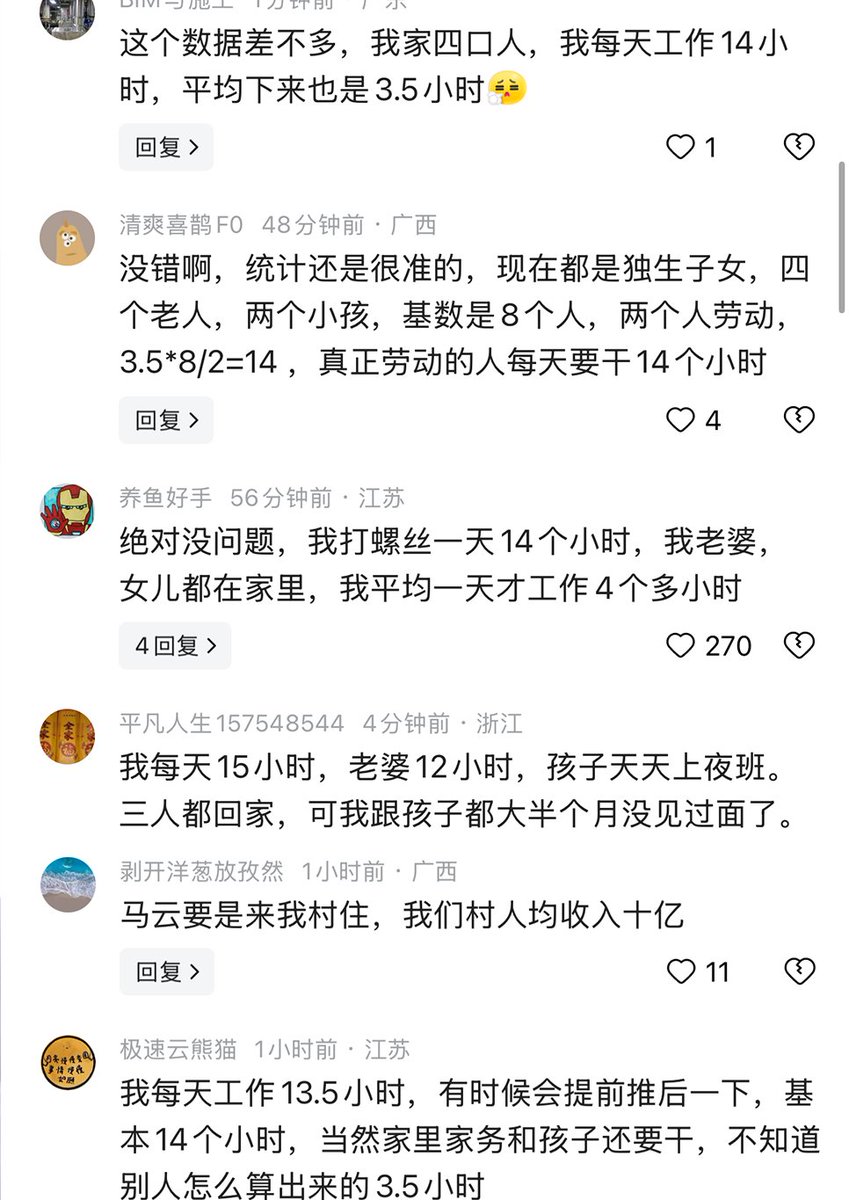 这个数据差不多，我家四口人，我每天工作14小
时，平均下来也是3.5小时
回复 >
1
清爽喜鹊F0 48分钟前 · 广西
没错啊，统计还是很准的，现在都是独生子女，四
个老人，两个小孩，基数是8个人，两个人劳动，
3.5*8/2=14 ，真正劳动的人每天要干14个小时
回复 >
4
养鱼好手 56分钟前 · 江苏
绝对没问题，我打螺丝一天14个小时，我老婆，
女儿都在家里，我平均一天才工作4个多小时
4回复 >
270
平凡人生157548544 4分钟前 · 浙江
我每天15小时，老婆12小时，孩子天天上夜班。
三人都回家，可我跟孩子都大半个月没见过面了。
剥开洋葱放孜然 1小时前 · 广西
马云要是来我村住，我们村人均收入十亿
回复 >
11
极速云熊猫 1小时前 · 江苏
我每天工作13.5小时，有时候会提前推后一下，基
本14个小时，当然家里家务和孩子还要干，不知道
别人怎么算出来的3.5小时